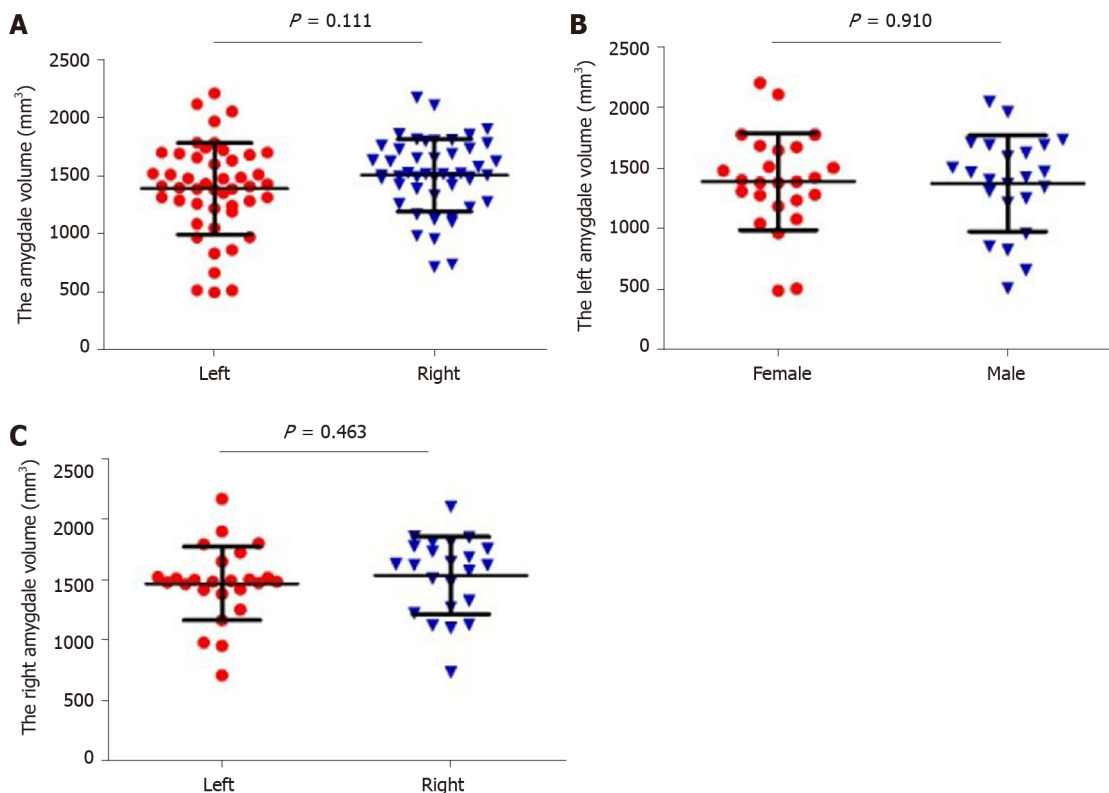 A
P = 0.111
The amygdale volume (mm³)
2500
2000
1500
1000
500
0
Left
Right
B
P = 0.910
The left amygdale volume (mm³)
2500
2000
1500
1000
500
0
Female
Male
C
P = 0.463
The right amygdale volume (mm³)
2500
2000
1500
1000
500
0
Left
Right